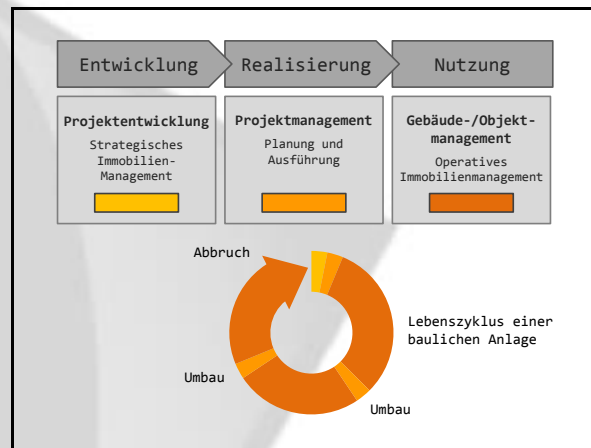 Entwicklung
Realisierung
Nutzung
Projektentwicklung
Strategisches
Immobilien-
Management
Projektmanagement
Planung und
Ausführung
Gebäude-/Objekt-
management
Operatives
Immobilienmanagement
Abbruch
Lebenszyklus einer
baulichen Anlage
Umbau
Umbau